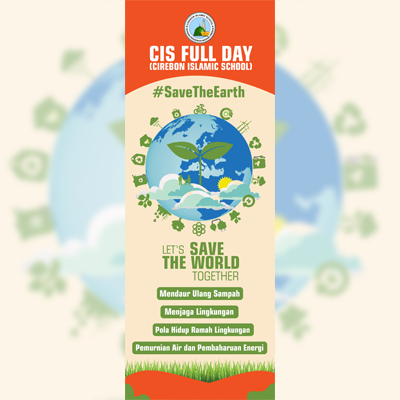 CIS FULL DAY
(CIREBON ISLAMIC SCHOOL)
#SaveTheEarth
LET'S SAVE
THE WORLD
TOGETHER
Mendaur Ulang Sampah
Menjaga Lingkungan
Pola Hidup Ramah Lingkungan
Pemurnian Air dan Pembaharuan Energi